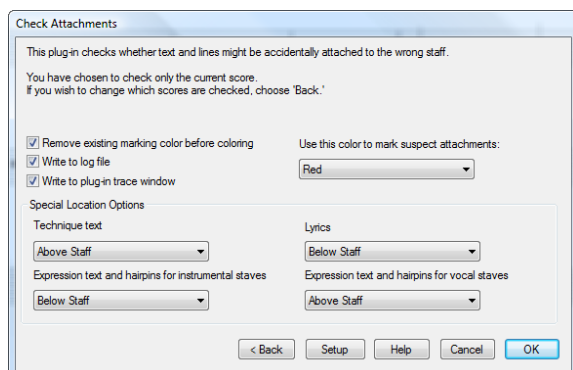 Check Attachments
This plug-in checks whether text and lines might be accidentally attached to the wrong staff.
You have chosen to check only the current score.
If you wish to change which scores are checked, choose 'Back.'
Remove existing marking color before coloring
Write to log file
Write to plug-in trace window
Use this color to mark suspect attachments:
Red
Special Location Options
Technique text
Above Staff
Lyrics
Below Staff
Expression text and hairpins for instrumental staves
Below Staff
Expression text and hairpins for vocal staves
Above Staff
< Back
Setup
Help
Cancel
OK